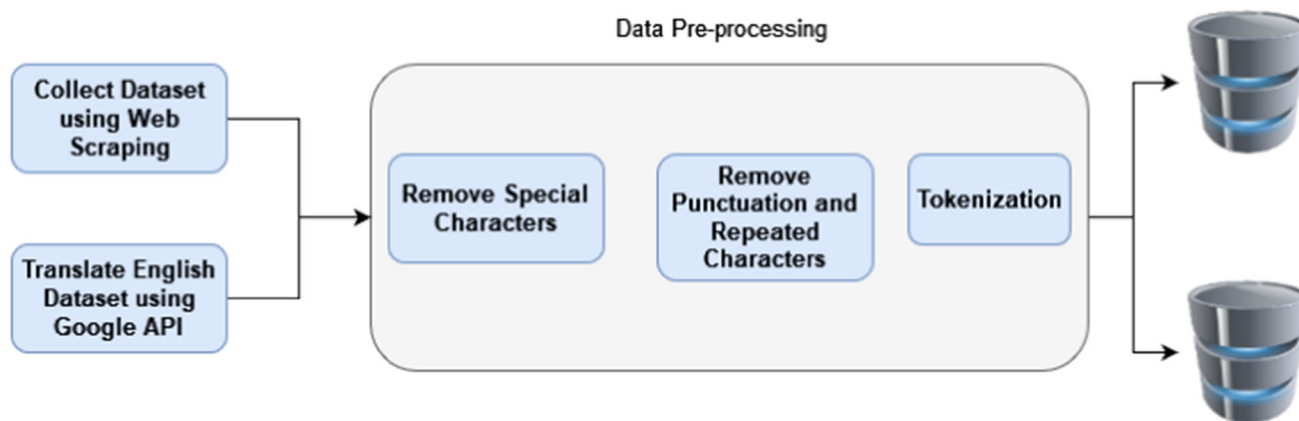 Data Pre-processing
Collect Dataset
using Web
Scraping
Translate English
Dataset using
Google API
Remove Special
Characters
Remove
Punctuation and
Repeated
Characters
Tokenization